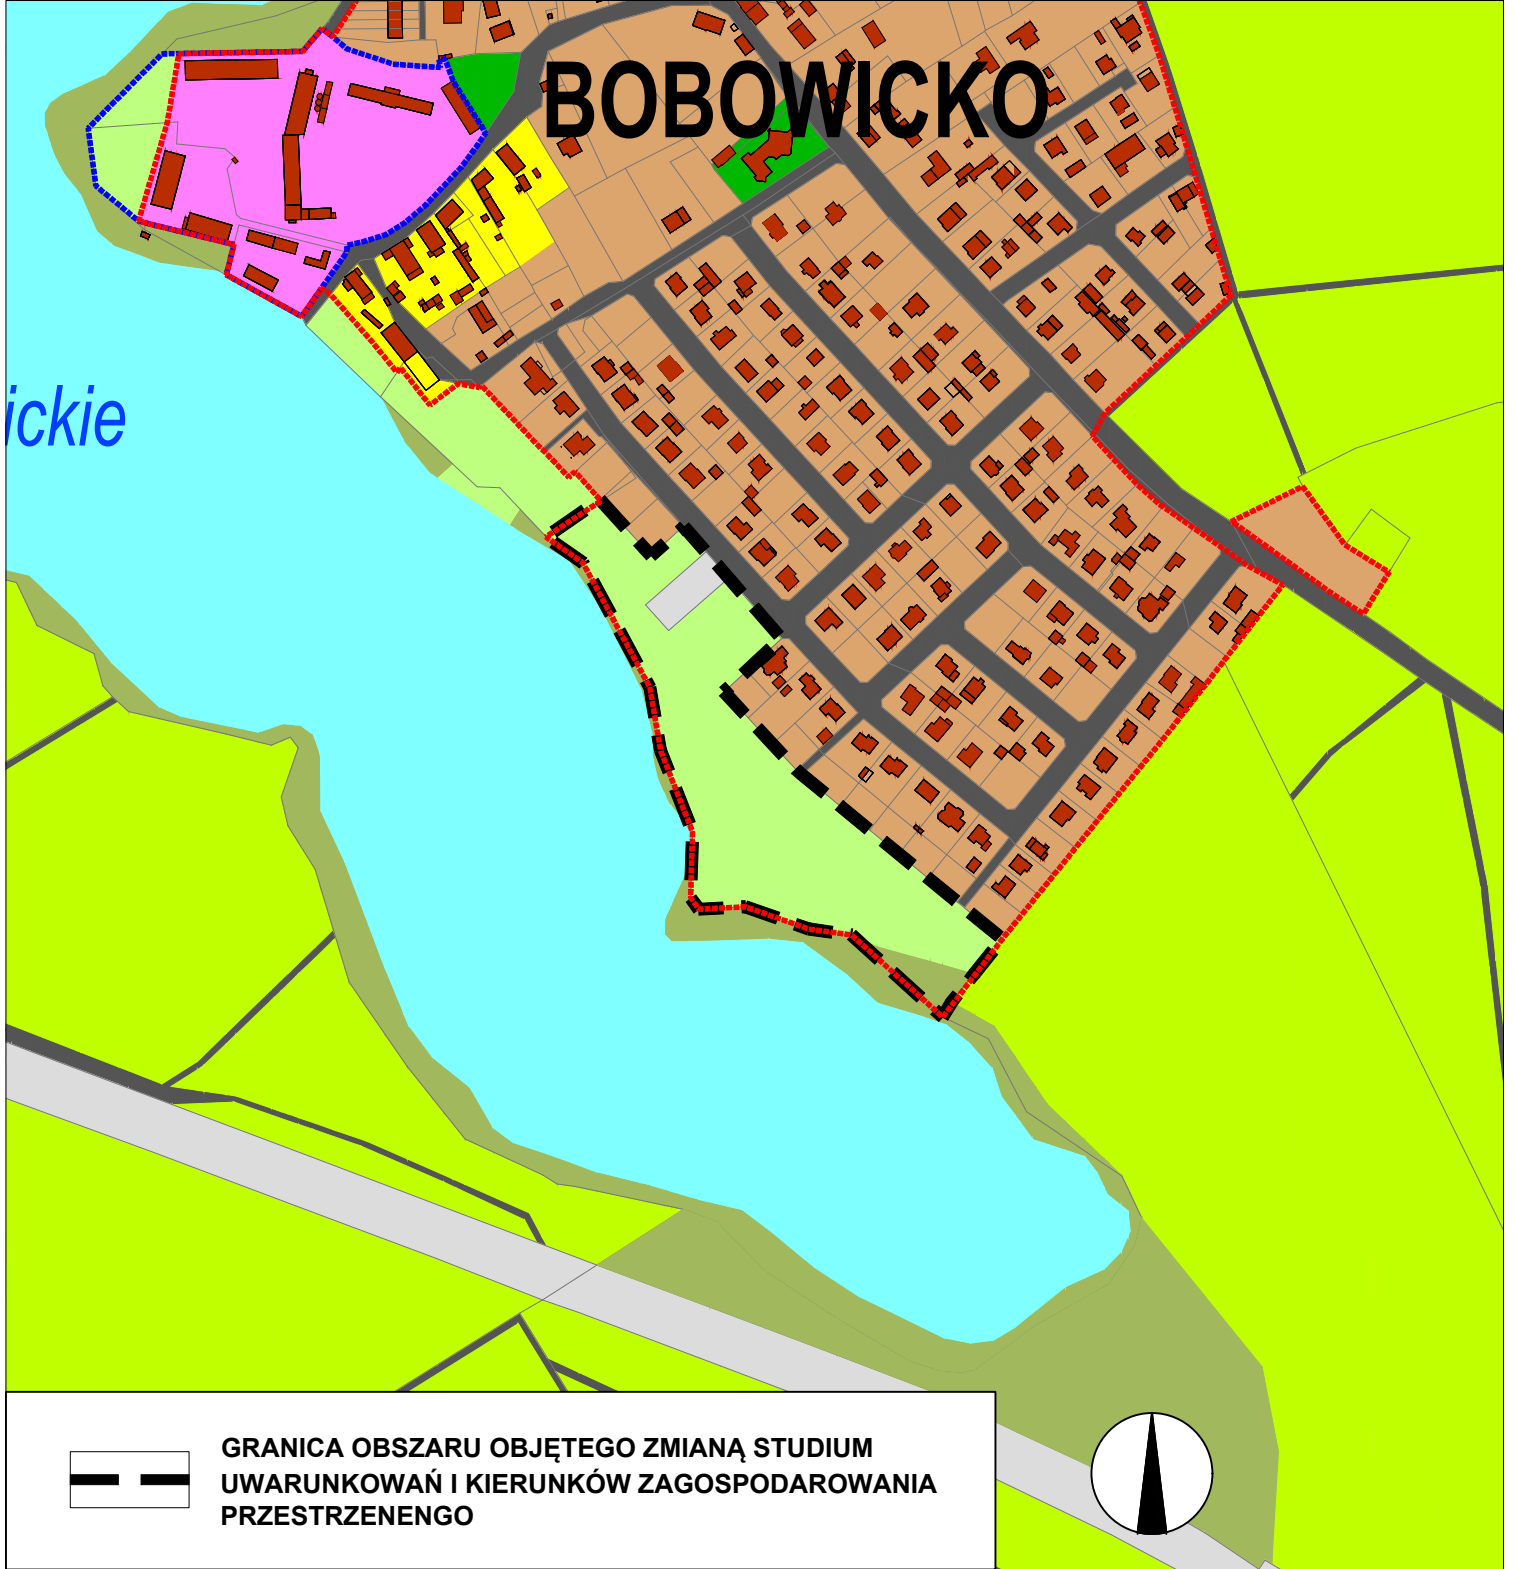 BOBOWICKO
ickie
GRANICA OBSZARU OBJĘTEGO ZMIANĄ STUDIUM
UWARUNKOWAŃ I KIERUNKÓW ZAGOSPODAROWANIA
PRZESTRZENENGO